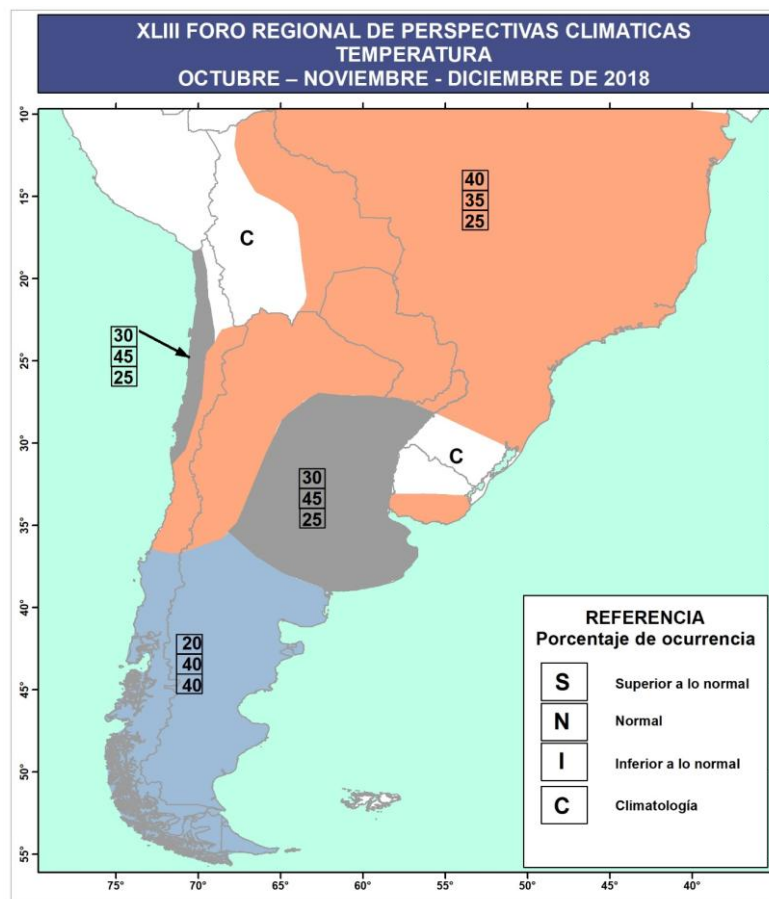 XLIII FORO REGIONAL DE PERSPECTIVAS CLIMATICAS
TEMPERATURA
OCTUBRE – NOVIEMBRE - DICIEMBRE DE 2018
10°
15°
20°
25°
30°
35°
40°
45°
50°
55°
40
35
25
C
30
45
25
C
30
45
25
20
40
40
REFERENCIA
Porcentaje de ocurrencia
S Superior a lo normal
N Normal
I Inferior a lo normal
C Climatología
75° 70° 65° 60° 55° 50° 45° 40° 35°